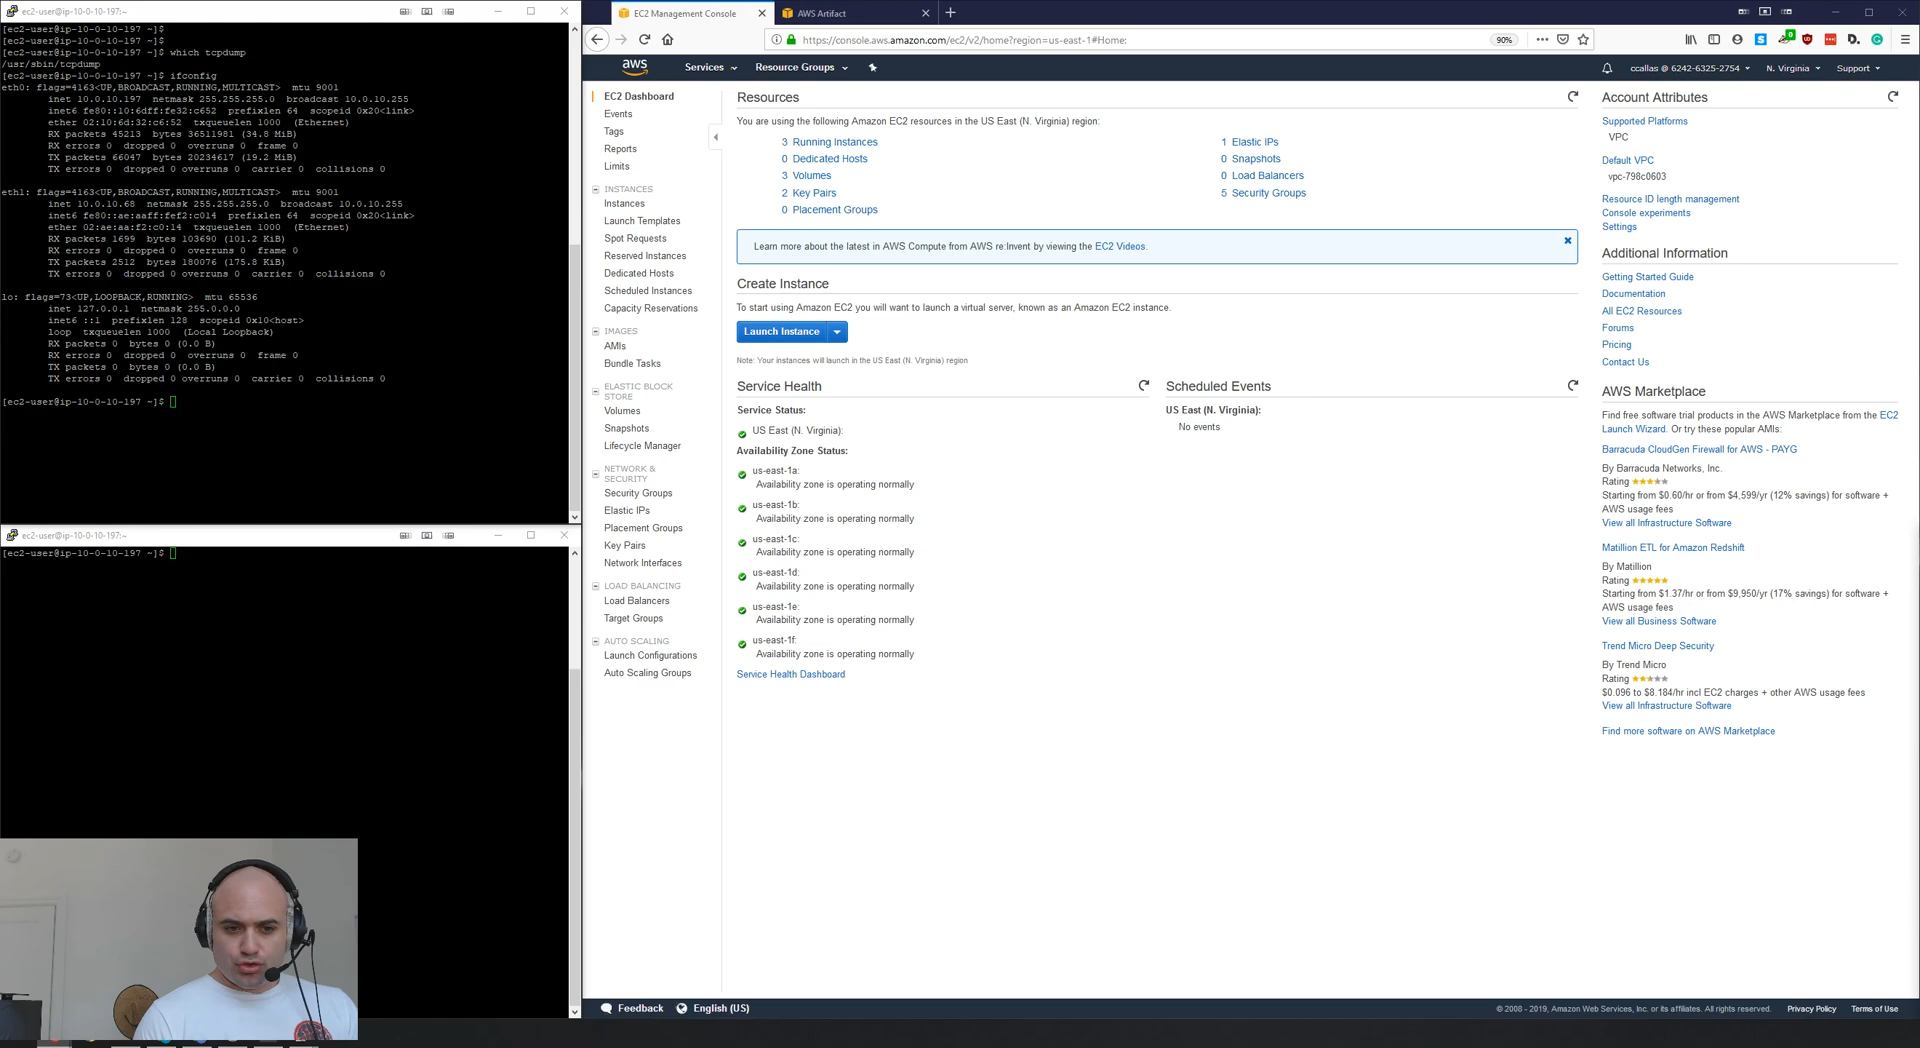 ec2-user@ip-10-0-10-197:~
[ec2-user@ip-10-0-10-197 ~]$
[ec2-user@ip-10-0-10-197 ~]$
[ec2-user@ip-10-0-10-197 ~]$ which tcpdump
/usr/sbin/tcpdump
[ec2-user@ip-10-0-10-197 ~]$ ifconfig
eth0: flags=4163<UP,BROADCAST,RUNNING,MULTICAST>  mtu 9001
inet 10.0.10.197  netmask 255.255.255.0  broadcast 10.0.10.255
inet6 fe80::10:6dff:fe32:c652  prefixlen 64  scopeid 0x20<link>
ether 02:10:6d:32:c6:52  txqueuelen 1000  (Ethernet)
RX packets 45213  bytes 36511981 (34.8 MiB)
RX errors 0  dropped 0  overruns 0  frame 0
TX packets 66047  bytes 20234617 (19.2 MiB)
TX errors 0  dropped 0 overruns 0  carrier 0  collisions 0
eth1: flags=4163<UP,BROADCAST,RUNNING,MULTICAST>  mtu 9001
inet 10.0.10.68  netmask 255.255.255.0  broadcast 10.0.10.255
inet6 fe80::ae:aaff:fef2:c014  prefixlen 64  scopeid 0x20<link>
ether 02:ae:aa:f2:c0:14  txqueuelen 1000  (Ethernet)
RX packets 1699  bytes 103690 (101.2 KiB)
RX errors 0  dropped 0  overruns 0  frame 0
TX packets 2512  bytes 180076 (175.8 KiB)
TX errors 0  dropped 0 overruns 0  carrier 0  collisions 0
lo: flags=73<UP,LOOPBACK,RUNNING>  mtu 65536
inet 127.0.0.1  netmask 255.0.0.0
inet6 ::1  prefixlen 128  scopeid 0x10<host>
loop  txqueuelen 1000  (Local Loopback)
RX packets 0  bytes 0 (0.0 B)
RX errors 0  dropped 0  overruns 0  frame 0
TX packets 0  bytes 0 (0.0 B)
TX errors 0  dropped 0 overruns 0  carrier 0  collisions 0
[ec2-user@ip-10-0-10-197 ~]$
ec2-user@ip-10-0-10-197:~
[ec2-user@ip-10-0-10-197 ~]$
EC2 Management Console
AWS Artifact
https://console.aws.amazon.com/ec2/v2/home?region=us-east-1#Home:
90%
aws
Services
Resource Groups
ccallas @ 6242-6325-2754
N. Virginia
Support
EC2 Dashboard
Events
Tags
Reports
Limits
INSTANCES
Instances
Launch Templates
Spot Requests
Reserved Instances
Dedicated Hosts
Scheduled Instances
Capacity Reservations
IMAGES
AMIs
Bundle Tasks
ELASTIC BLOCK
STORE
Volumes
Snapshots
Lifecycle Manager
NETWORK &
SECURITY
Security Groups
Elastic IPs
Placement Groups
Key Pairs
Network Interfaces
LOAD BALANCING
Load Balancers
Target Groups
AUTO SCALING
Launch Configurations
Auto Scaling Groups
Resources
You are using the following Amazon EC2 resources in the US East (N. Virginia) region:
3 Running Instances
0 Dedicated Hosts
3 Volumes
2 Key Pairs
0 Placement Groups
1 Elastic IPs
0 Snapshots
0 Load Balancers
5 Security Groups
Learn more about the latest in AWS Compute from AWS re:Invent by viewing the EC2 Videos.
Create Instance
To start using Amazon EC2 you will want to launch a virtual server, known as an Amazon EC2 instance.
Launch Instance
Note: Your instances will launch in the US East (N. Virginia) region
Service Health
Service Status:
US East (N. Virginia):
Availability Zone Status:
us-east-1a:
Availability zone is operating normally
us-east-1b:
Availability zone is operating normally
us-east-1c:
Availability zone is operating normally
us-east-1d:
Availability zone is operating normally
us-east-1e:
Availability zone is operating normally
us-east-1f:
Availability zone is operating normally
Service Health Dashboard
Scheduled Events
US East (N. Virginia):
No events
Account Attributes
Supported Platforms
VPC
Default VPC
vpc-798c0603
Resource ID length management
Console experiments
Settings
Additional Information
Getting Started Guide
Documentation
All EC2 Resources
Forums
Pricing
Contact Us
AWS Marketplace
Find free software trial products in the AWS Marketplace from the EC2
Launch Wizard. Or try these popular AMIs:
Barracuda CloudGen Firewall for AWS - PAYG
By Barracuda Networks, Inc.
Rating
Starting from $0.60/hr or from $4,599/yr (12% savings) for software +
AWS usage fees
View all Infrastructure Software
Matillion ETL for Amazon Redshift
By Matillion
Rating
Starting from $1.37/hr or from $9,950/yr (17% savings) for software +
AWS usage fees
View all Business Software
Trend Micro Deep Security
By Trend Micro
Rating
$0.096 to $8.184/hr incl EC2 charges + other AWS usage fees
View all Infrastructure Software
Find more software on AWS Marketplace
Feedback
English (US)
© 2008 - 2019, Amazon Web Services, Inc. or its affiliates. All rights reserved.
Privacy Policy
Terms of Use